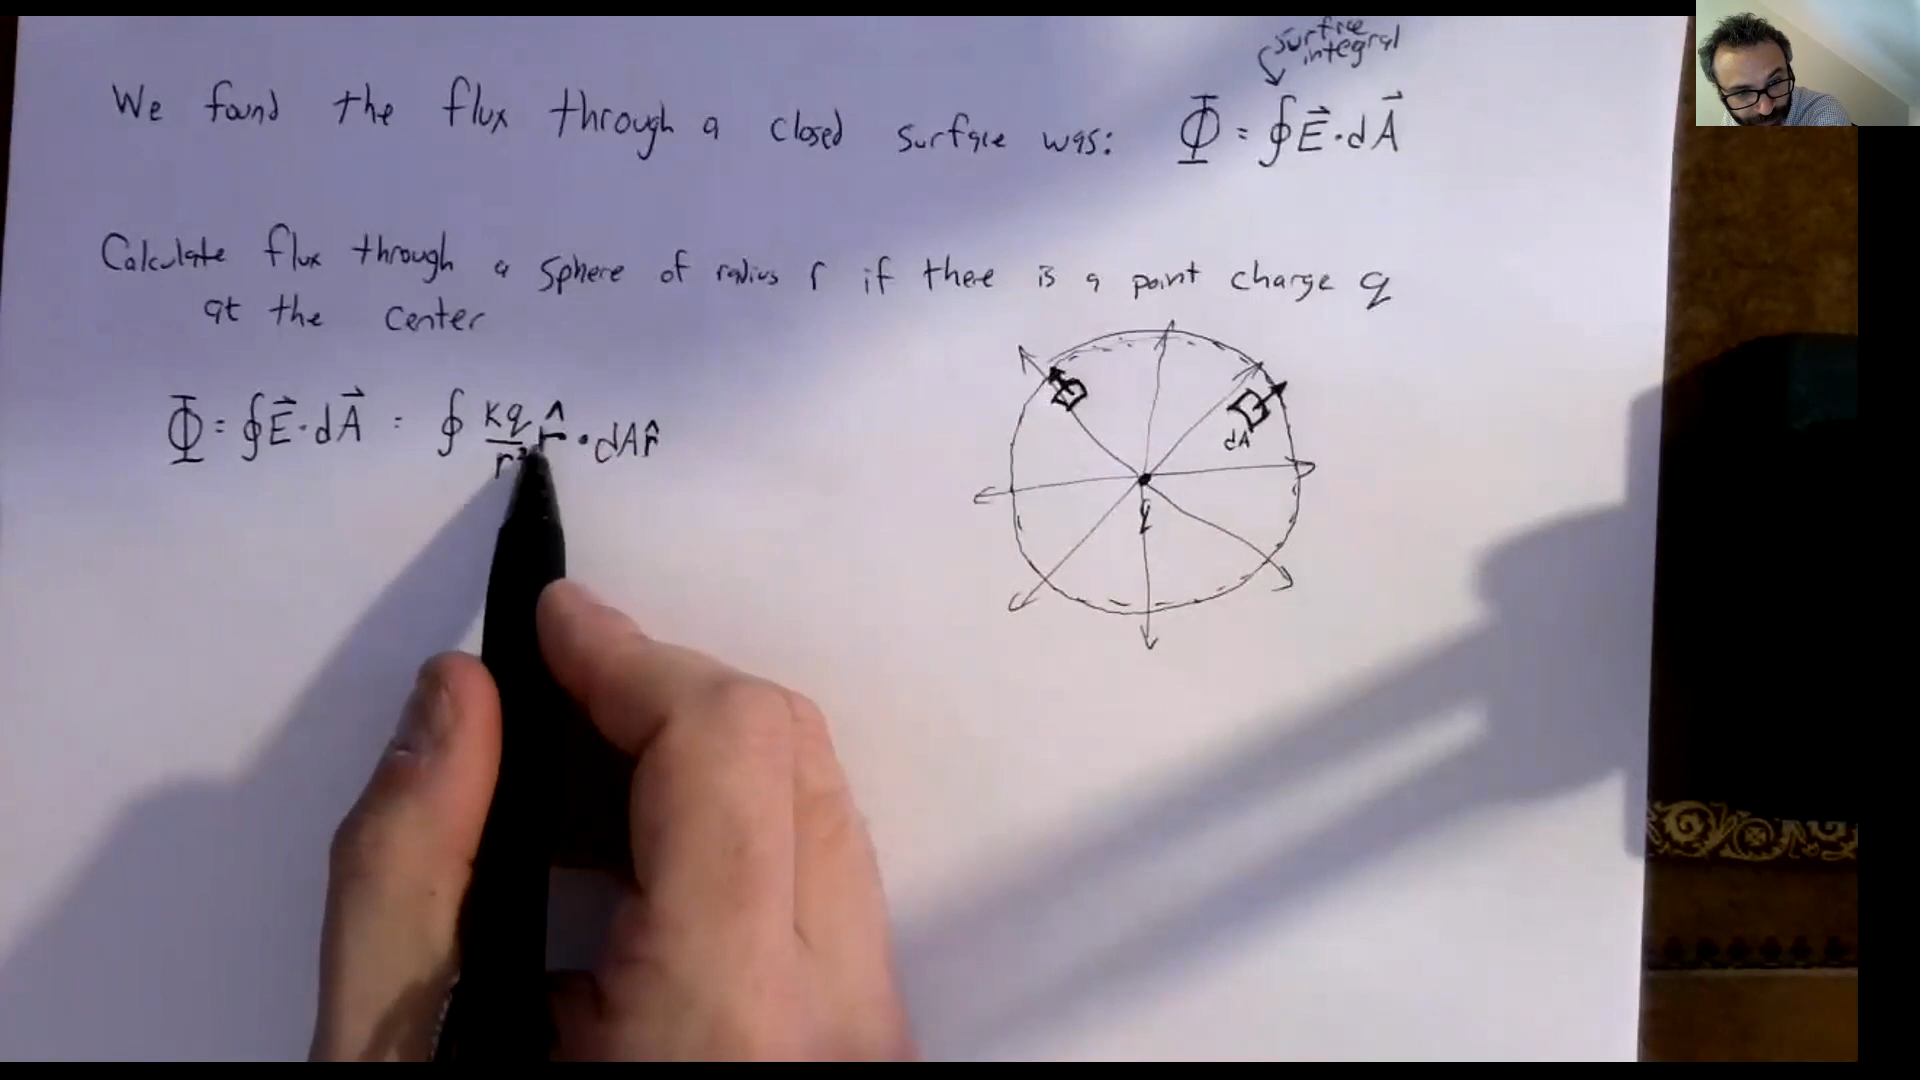 surface
integral
We found the flux through a closed surface was: Φ = ∮E⃗·dA⃗
Calculate flux through a sphere of radius r if there is a point charge q
at the center
Φ = ∮E⃗·dA⃗ = ∮ kq/r² r̂ · dA r̂
dA
q